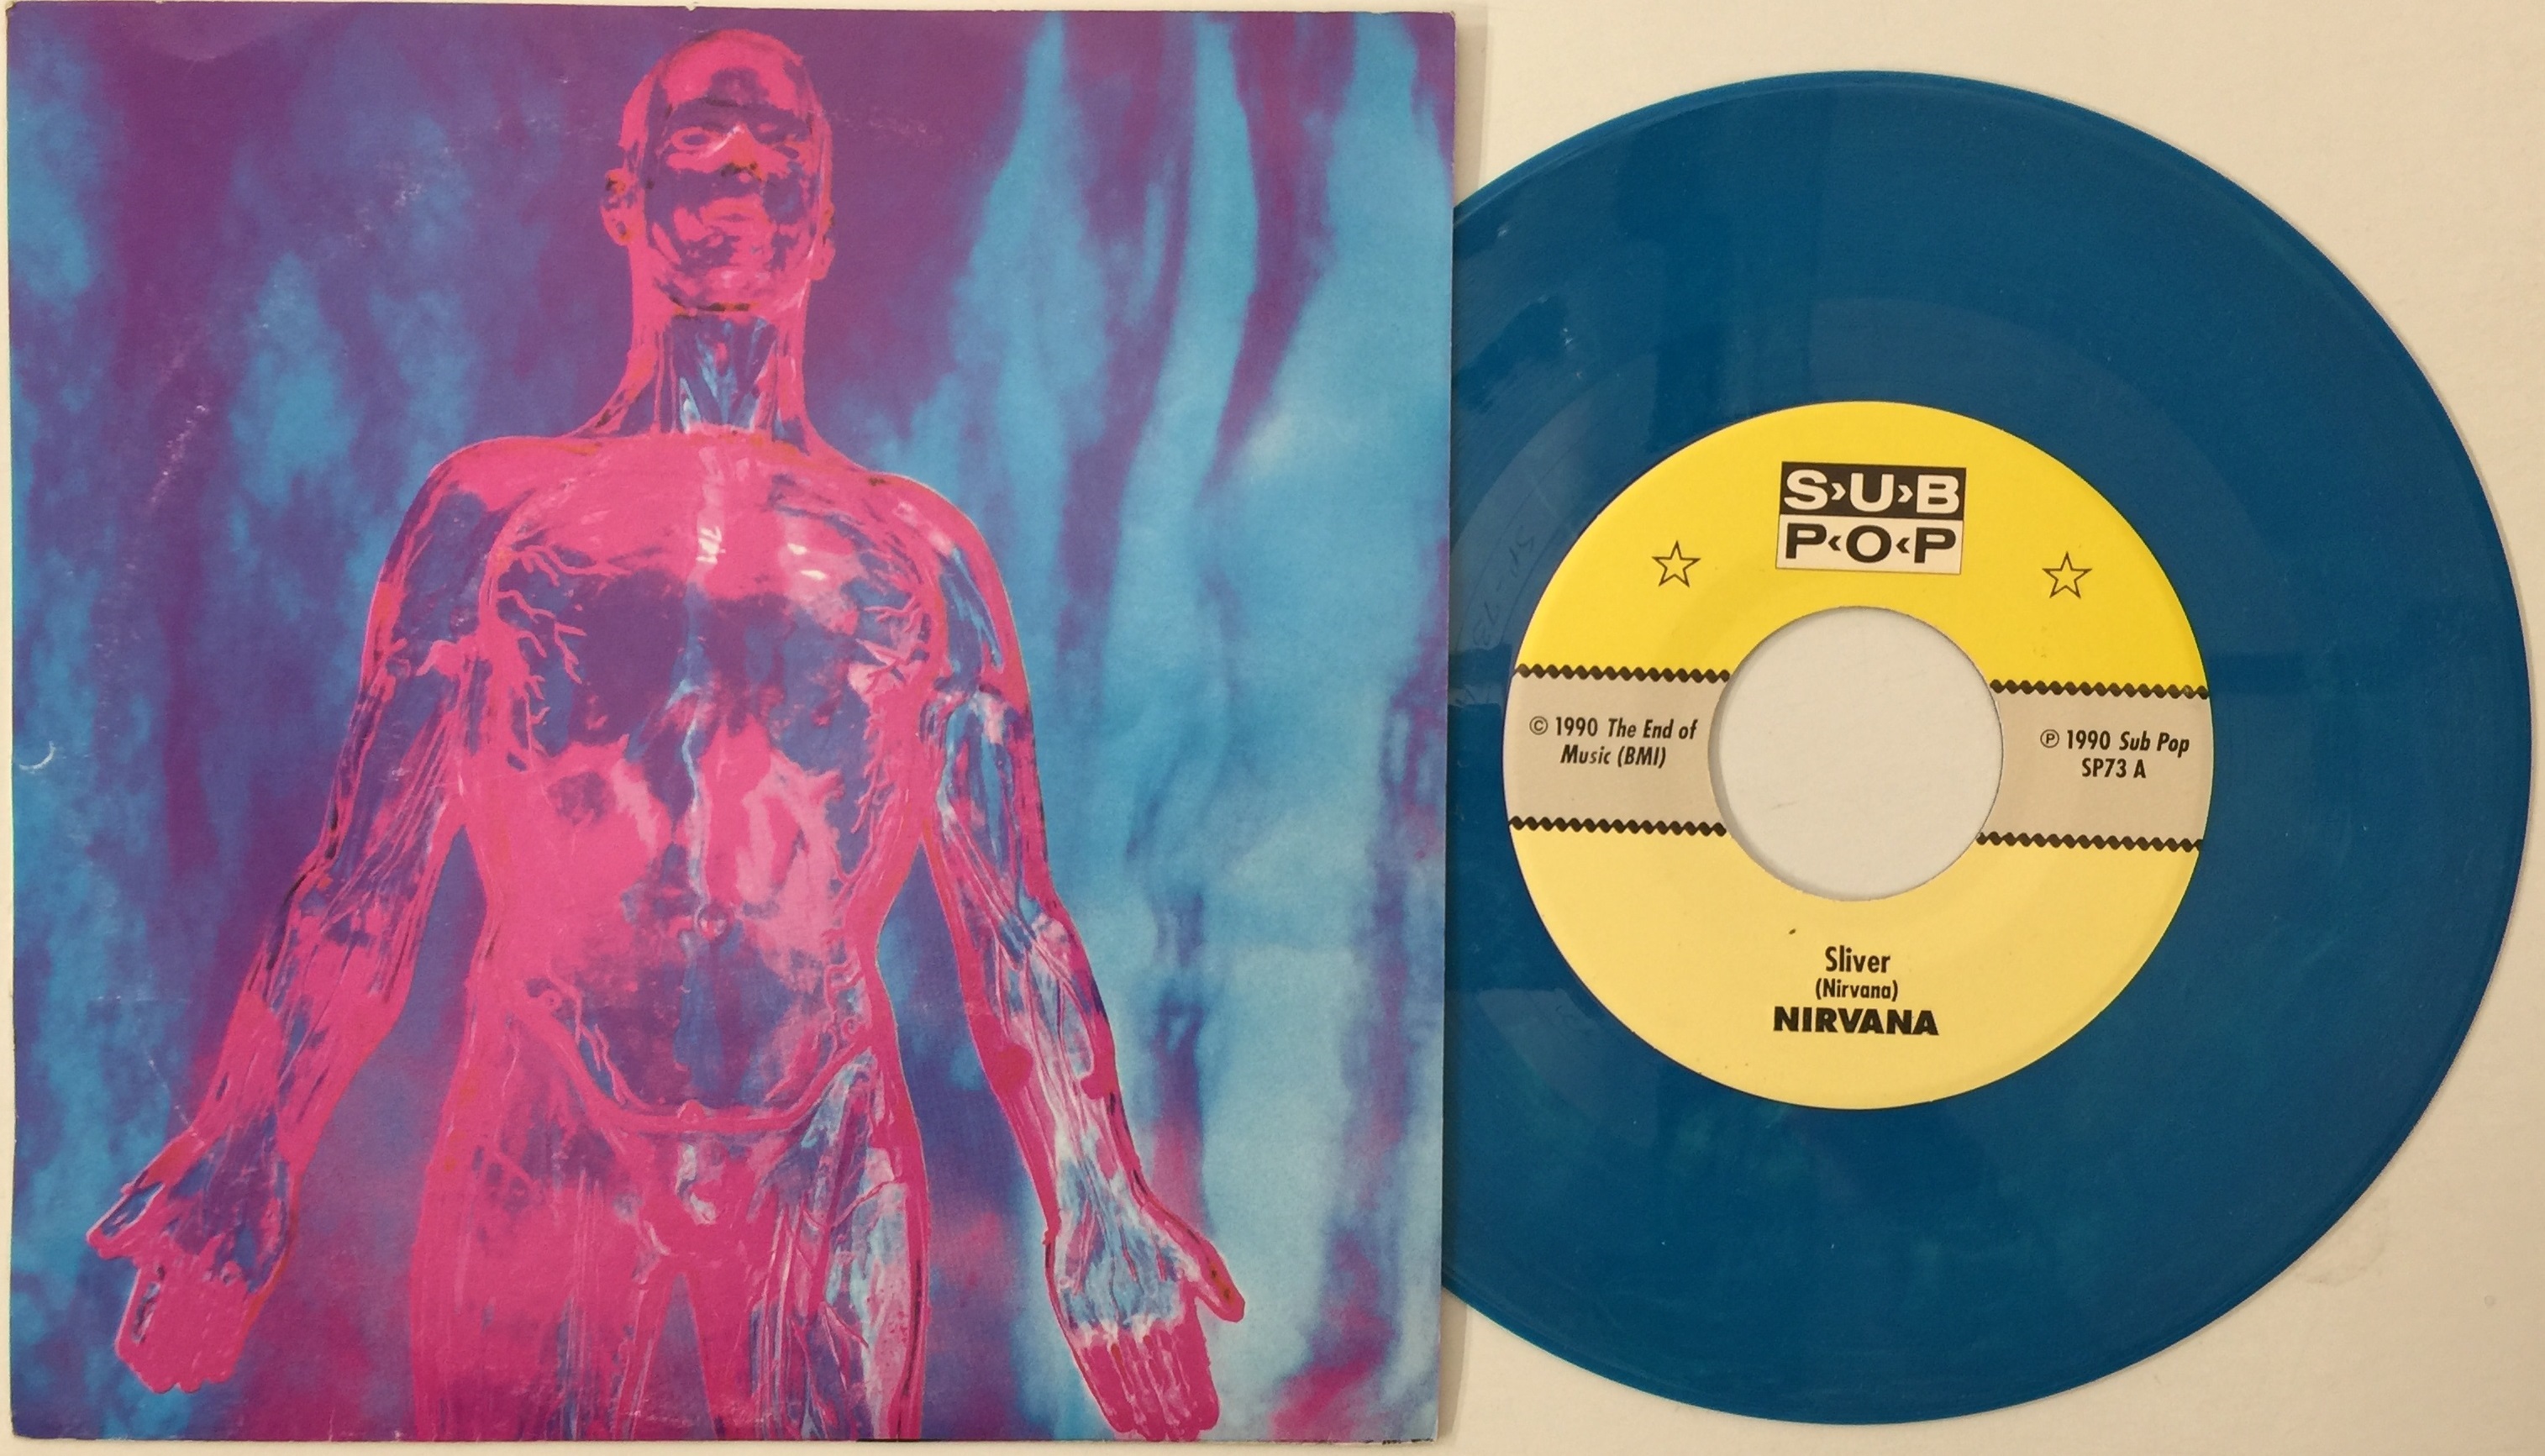 S›U›B
P‹O‹P
© 1990 The End of
Music (BMI)
℗ 1990 Sub Pop
SP73 A
Sliver
(Nirvana)
NIRVANA